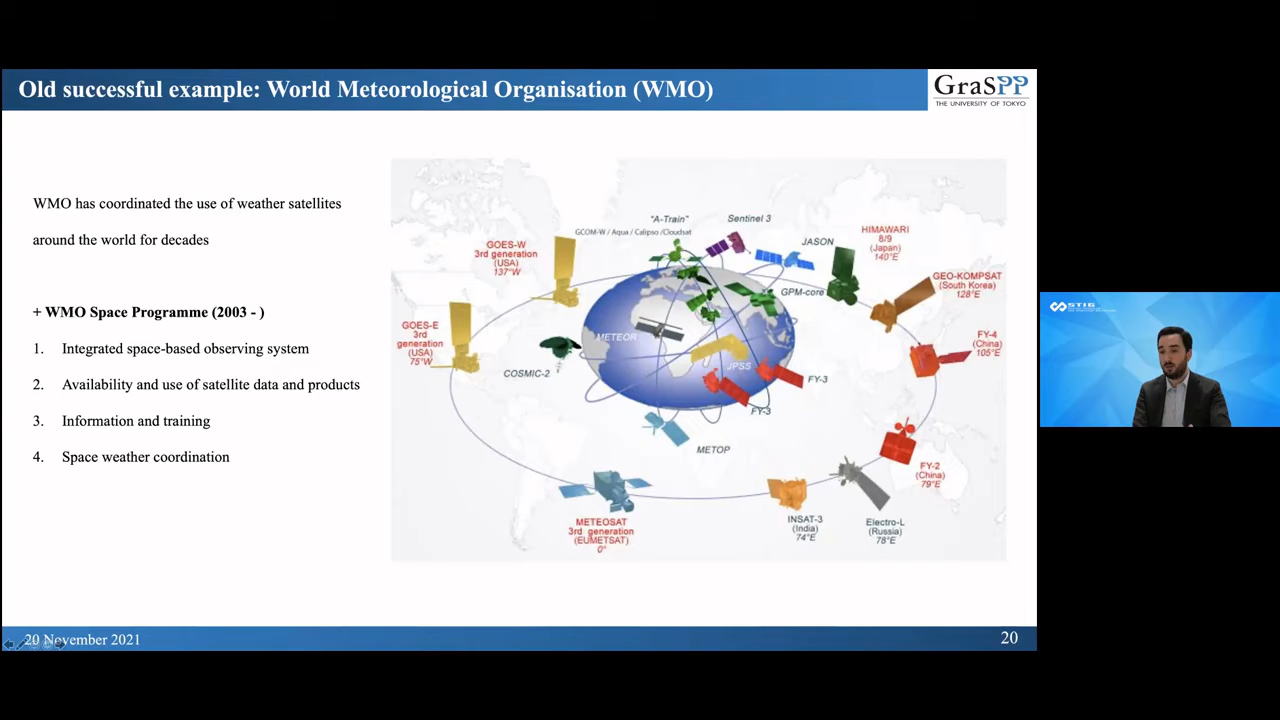 Old successful example: World Meteorological Organisation (WMO)
GraSPP
THE UNIVERSITY OF TOKYO
WMO has coordinated the use of weather satellites
around the world for decades
+ WMO Space Programme (2003 - )
1. Integrated space-based observing system
2. Availability and use of satellite data and products
3. Information and training
4. Space weather coordination
"A-Train"
GCOM-W / Aqua / Calipso /Cloudsat
Sentinel 3
JASON
HIMAWARI
8/9
(Japan)
140°E
GOES-W
3rd generation
(USA)
137°W
GPM-core
GEO-KOMPSAT
(South Korea)
128°E
GOES-E
3rd
generation
(USA)
75°W
METEOR
FY-4
(China)
105°E
COSMIC-2
JPSS
FY-3
FY-3
METOP
FY-2
(China)
79°E
METEOSAT
3rd generation
(EUMETSAT)
0°
INSAT-3
(India)
74°E
Electro-L
(Russia)
78°E
20 November 2021
20
STIG